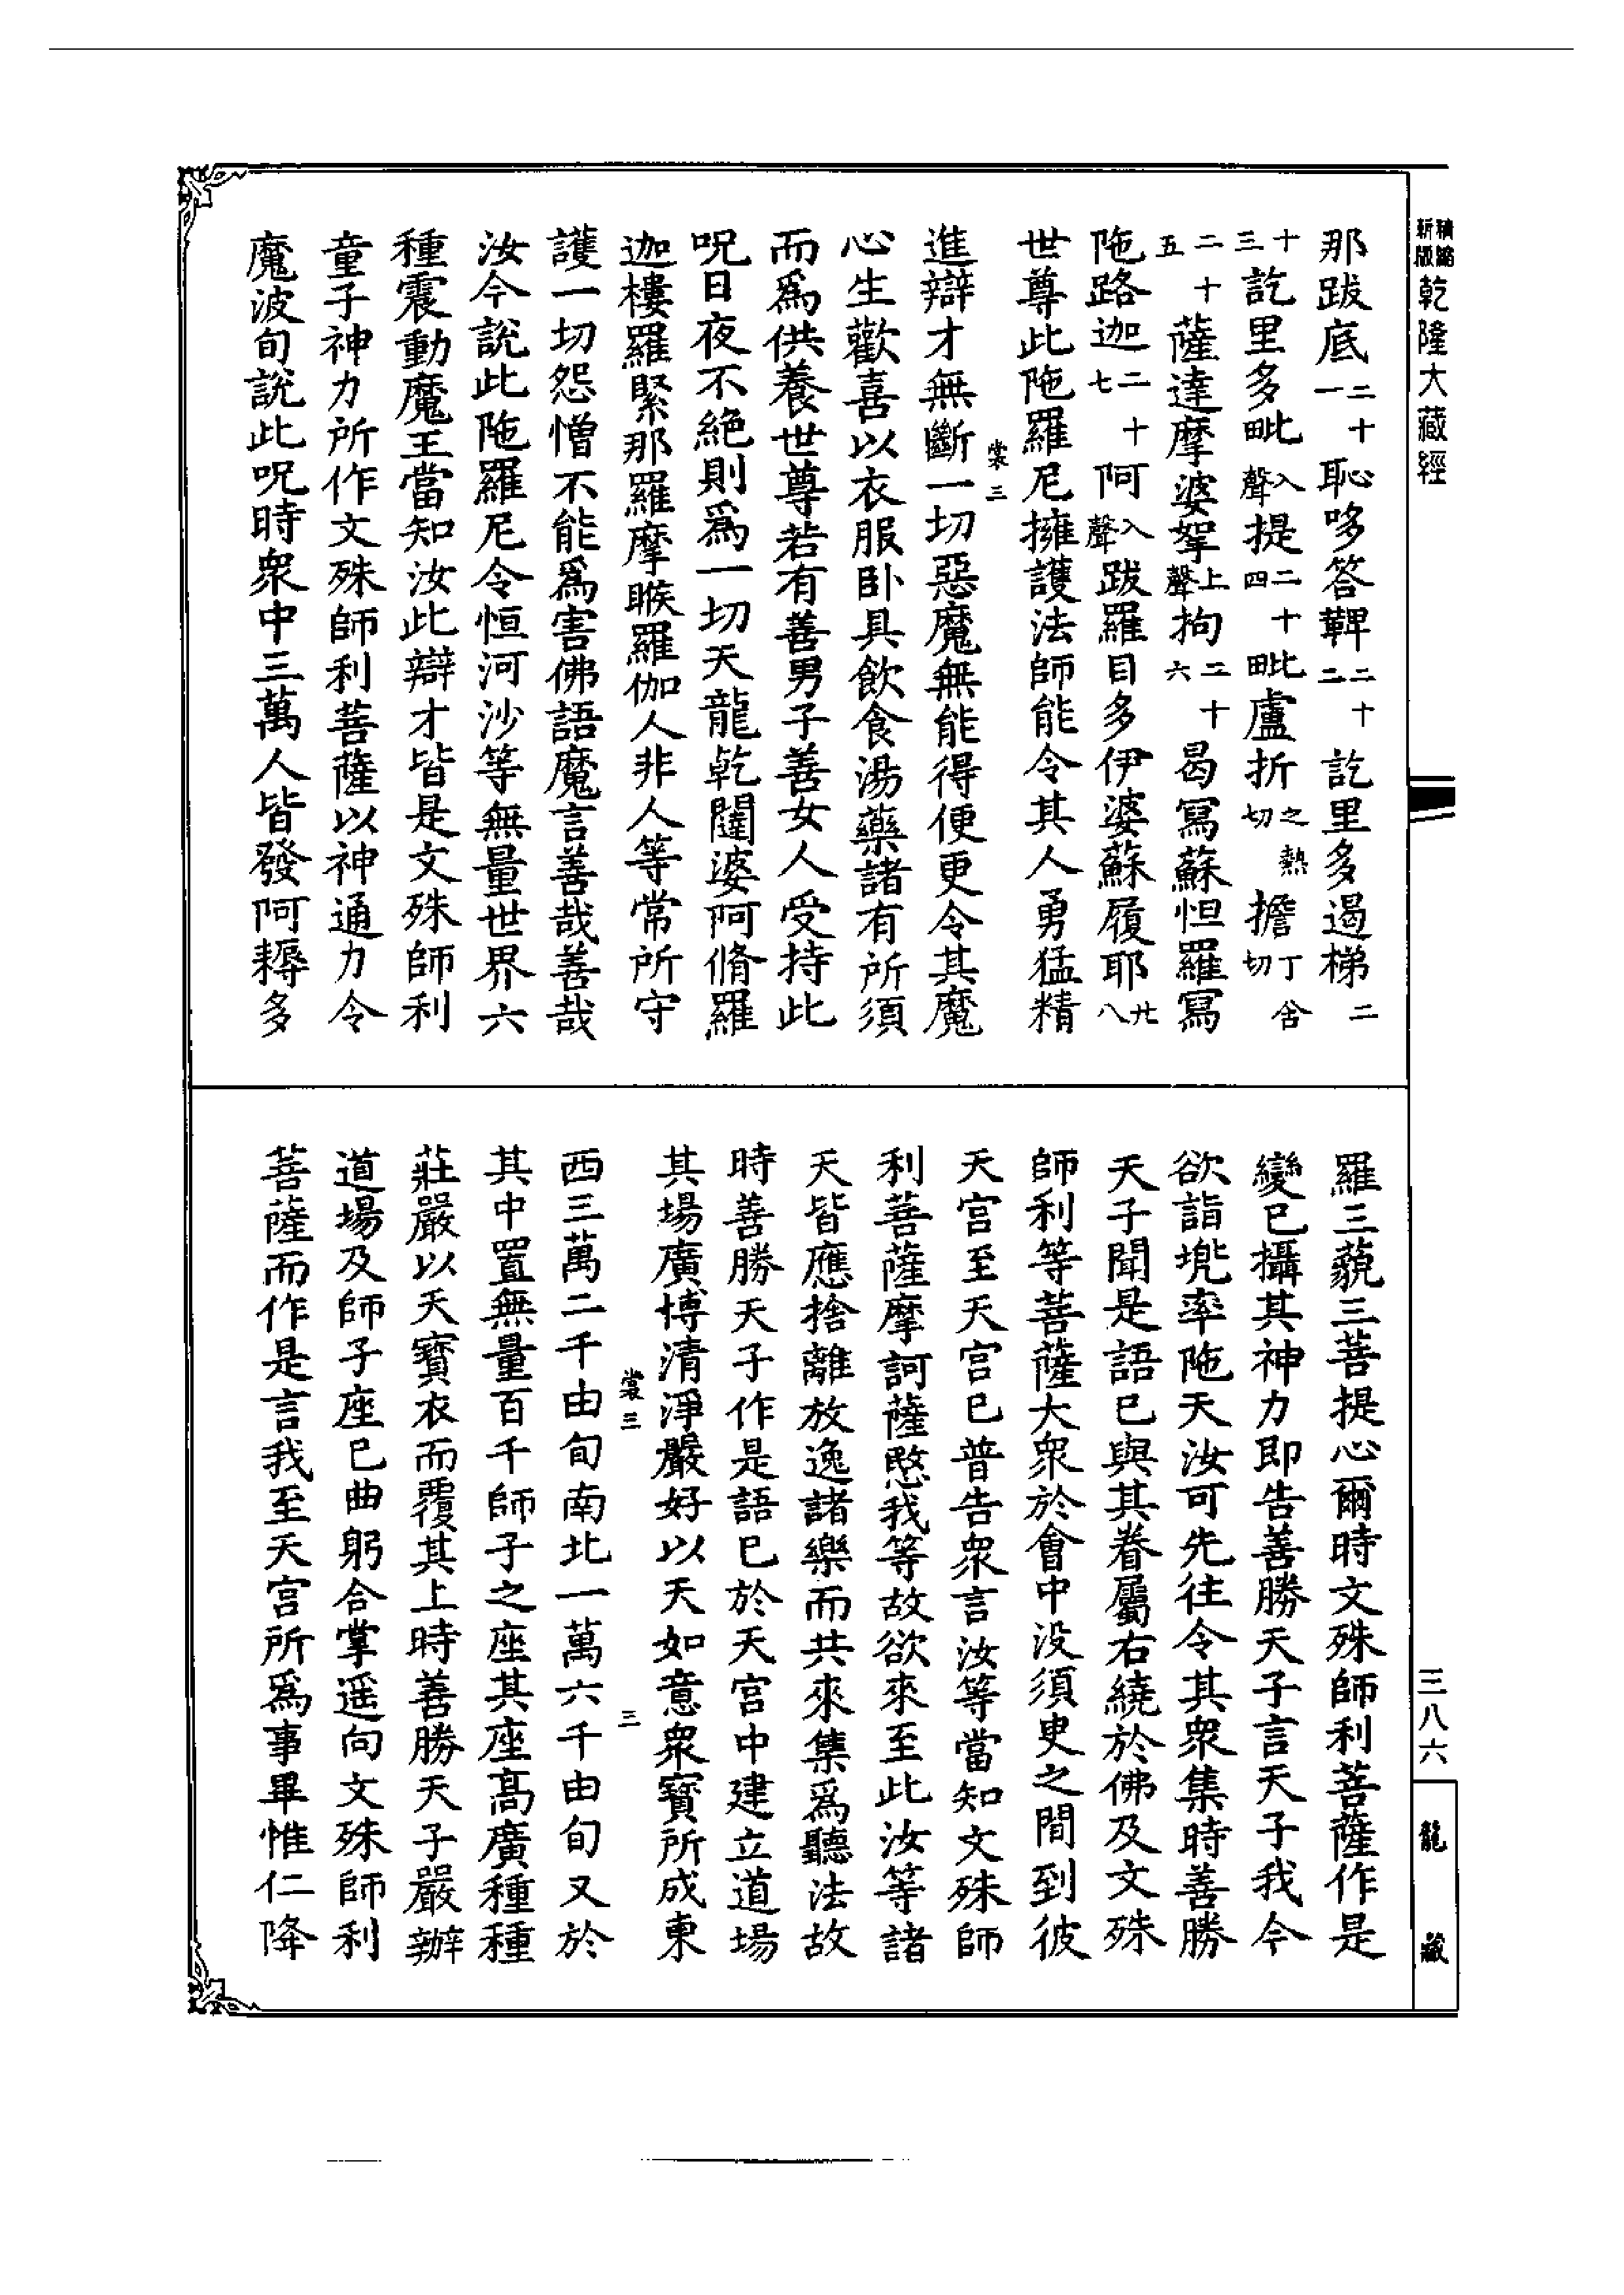 精縮新版乾隆大藏經
那跋底二十一恥哆答鞞二十二訖里多遏梯二
十三訖里多毗入聲提二十四毗盧折之熱切擔丁含切
二十五薩達摩婆拏上聲拘二十六曷寫蘇怛羅寫
陁路迦二十七阿入聲跋羅目多伊婆蘇履耶廿八
世尊此陁羅尼擁護法師能令其人勇猛精
裳三
進辯才無斷一切惡魔無能得便更令其魔
心生歡喜以衣服卧具飲食湯藥諸有所須
而爲供養世尊若有善男子善女人受持此
呪日夜不絕則爲一切天龍乾闥婆阿脩羅
迦樓羅緊那羅摩睺羅伽人非人等常所守
護一切怨憎不能爲害佛語魔言善哉善哉
汝今說此陁羅尼令恒河沙等無量世界六
種震動魔王當知汝此辯才皆是文殊師利
童子神力所作文殊師利菩薩以神通力令
魔波旬說此呪時衆中三萬人皆發阿耨多
羅三藐三菩提心爾時文殊師利菩薩作是
變已攝其神力即告善勝天子言天子我今
欲詣兠率陁天汝可先往令其衆集時善勝
天子聞是語已與其眷屬右繞於佛及文殊
師利等菩薩大衆於會中没須臾之間到彼
天宫至天宫已普告衆言汝等當知文殊師
利菩薩摩訶薩愍我等故欲來至此汝等諸
天皆應捨離放逸諸樂而共來集爲聽法故
時善勝天子作是語已於天宫中建立道場
其場廣博清淨嚴好以天如意衆寳所成東
裳三
三
西三萬二千由旬南北一萬六千由旬又於
其中置無量百千師子之座其座髙廣種種
莊嚴以天寳衣而覆其上時善勝天子嚴辦
道場及師子座已曲躬合掌遥向文殊師利
菩薩而作是言我至天宫所爲事畢惟仁降
三八六
龍藏